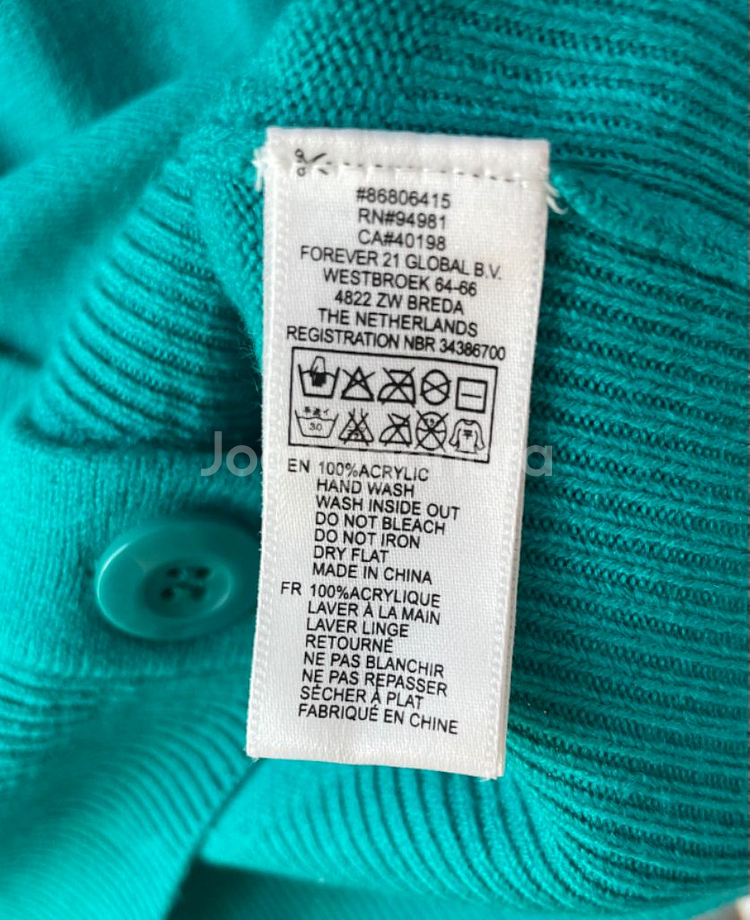 #86806415
RN#94981
CA#40198
FOREVER 21 GLOBAL B.V.
WESTBROEK 64-66
4822 ZW BREDA
THE NETHERLANDS
REGISTRATION NBR 34386700
30
EN 100%ACRYLIC
HAND WASH
WASH INSIDE OUT
DO NOT BLEACH
DO NOT IRON
DRY FLAT
MADE IN CHINA
FR 100%ACRYLIQUE
LAVER À LA MAIN
LAVER LINGE
RETOURNÉ
NE PAS BLANCHIR
NE PAS REPASSER
SÉCHER À PLAT
FABRIQUÉ EN CHINE